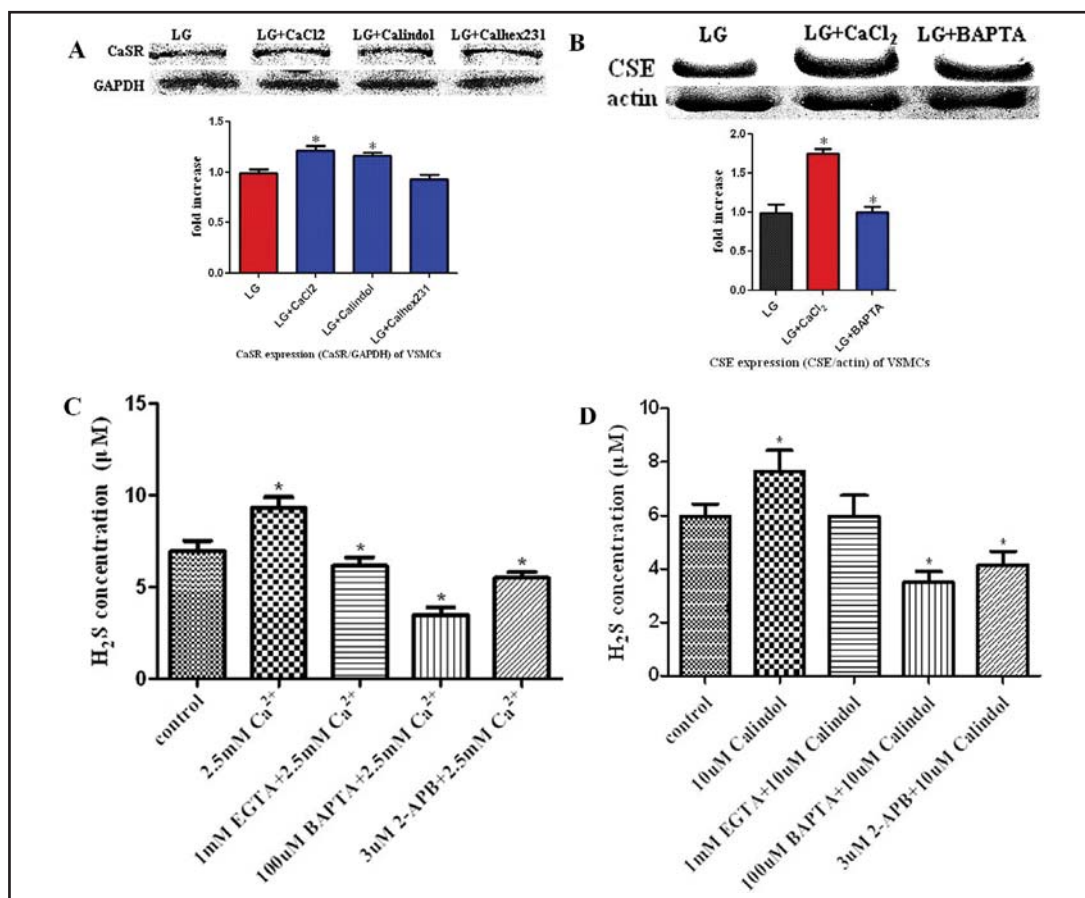 A
LG LG+CaCl2 LG+Calindol LG+Calhex231
CaSR
GAPDH
fold increase
1.5
1.0
0.5
0.0
LG
LG+CaCl2
LG+Calindol
LG+Calhex231
CaSR expression (CaSR/GAPDH) of VSMCs
B
LG LG+CaCl₂ LG+BAPTA
CSE
actin
fold increase
2.0
1.5
1.0
0.5
0.0
* *
LG
LG+CaCl₂
LG+BAPTA
CSE expression (CSE/actin) of VSMCs
C
H₂S concentration (µM)
15
10
5
0
* * * *
control
2.5mM Ca²⁺
1mM EGTA+2.5mM Ca²⁺
100uM BAPTA+2.5mM Ca²⁺
3uM 2-APB+2.5mM Ca²⁺
D
H₂S concentration (µM)
10
8
6
4
2
0
* * *
control
10uM Calindol
1mM EGTA+10uM Calindol
100uM BAPTA+10uM Calindol
3uM 2-APB+10uM Calindol